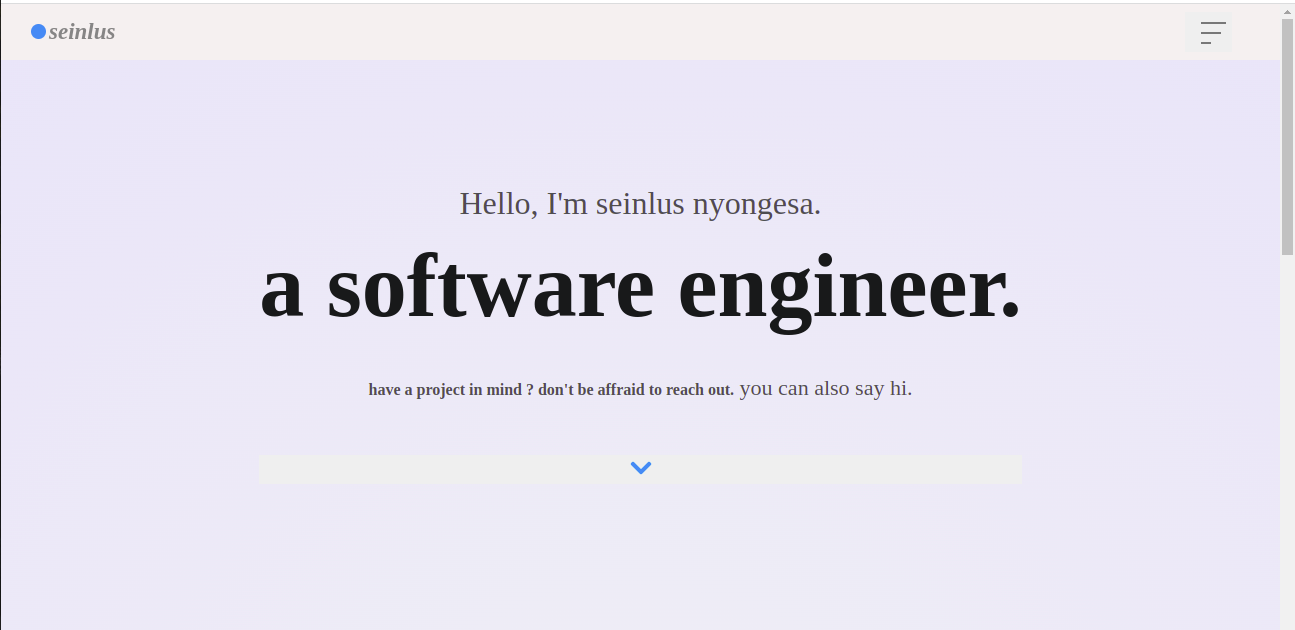 seinlus
Hello, I'm seinlus nyongesa.
a software engineer.
have a project in mind ? don't be affraid to reach out. you can also say hi.